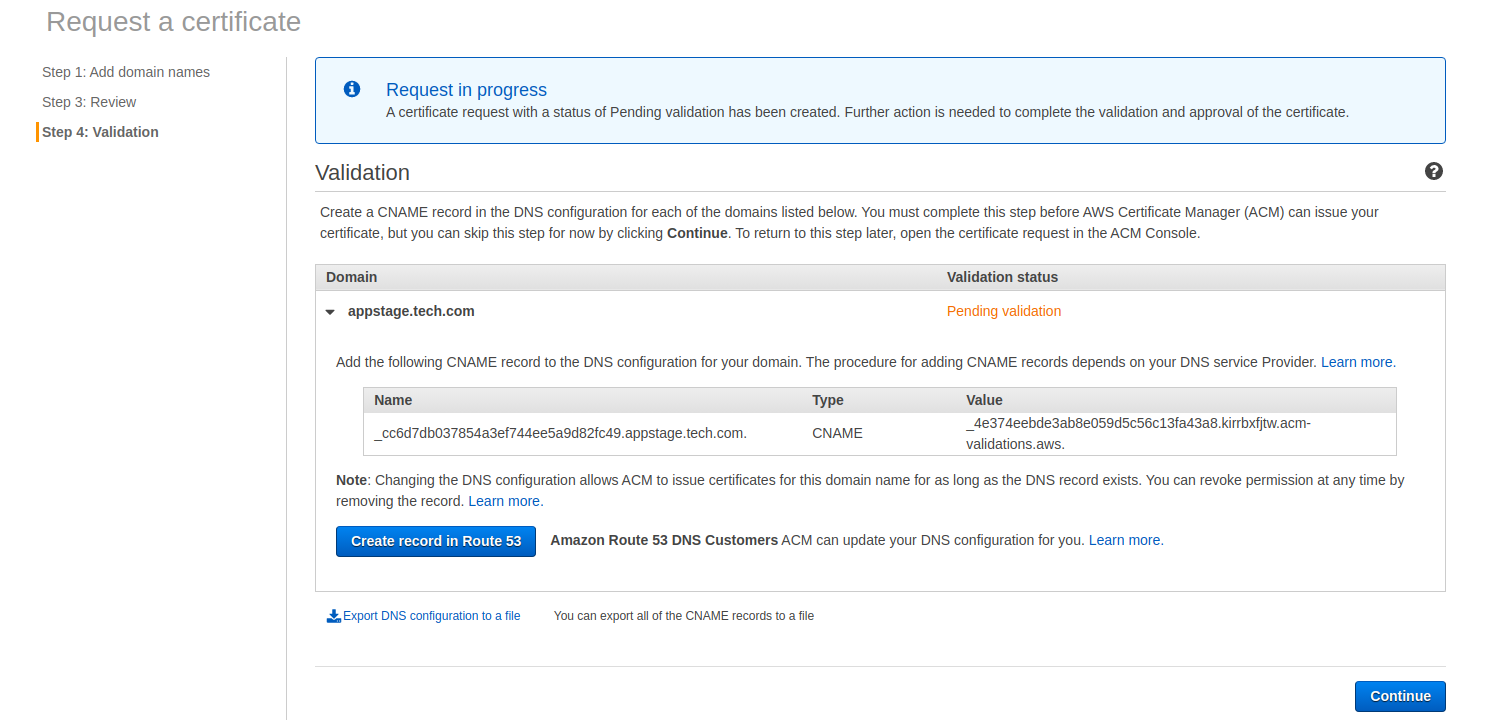 Request a certificate
Step 1: Add domain names
Step 3: Review
Step 4: Validation
Request in progress
A certificate request with a status of Pending validation has been created. Further action is needed to complete the validation and approval of the certificate.
Validation
Create a CNAME record in the DNS configuration for each of the domains listed below. You must complete this step before AWS Certificate Manager (ACM) can issue your
certificate, but you can skip this step for now by clicking Continue. To return to this step later, open the certificate request in the ACM Console.
Domain Validation status
appstage.tech.com Pending validation
Add the following CNAME record to the DNS configuration for your domain. The procedure for adding CNAME records depends on your DNS service Provider. Learn more.
Name Type Value
_cc6d7db037854a3ef744ee5a9d82fc49.appstage.tech.com. CNAME _4e374eebde3ab8e059d5c56c13fa43a8.kirrbxfjtw.acm-
validations.aws.
Note: Changing the DNS configuration allows ACM to issue certificates for this domain name for as long as the DNS record exists. You can revoke permission at any time by
removing the record. Learn more.
Create record in Route 53 Amazon Route 53 DNS Customers ACM can update your DNS configuration for you. Learn more.
Export DNS configuration to a file You can export all of the CNAME records to a file
Continue